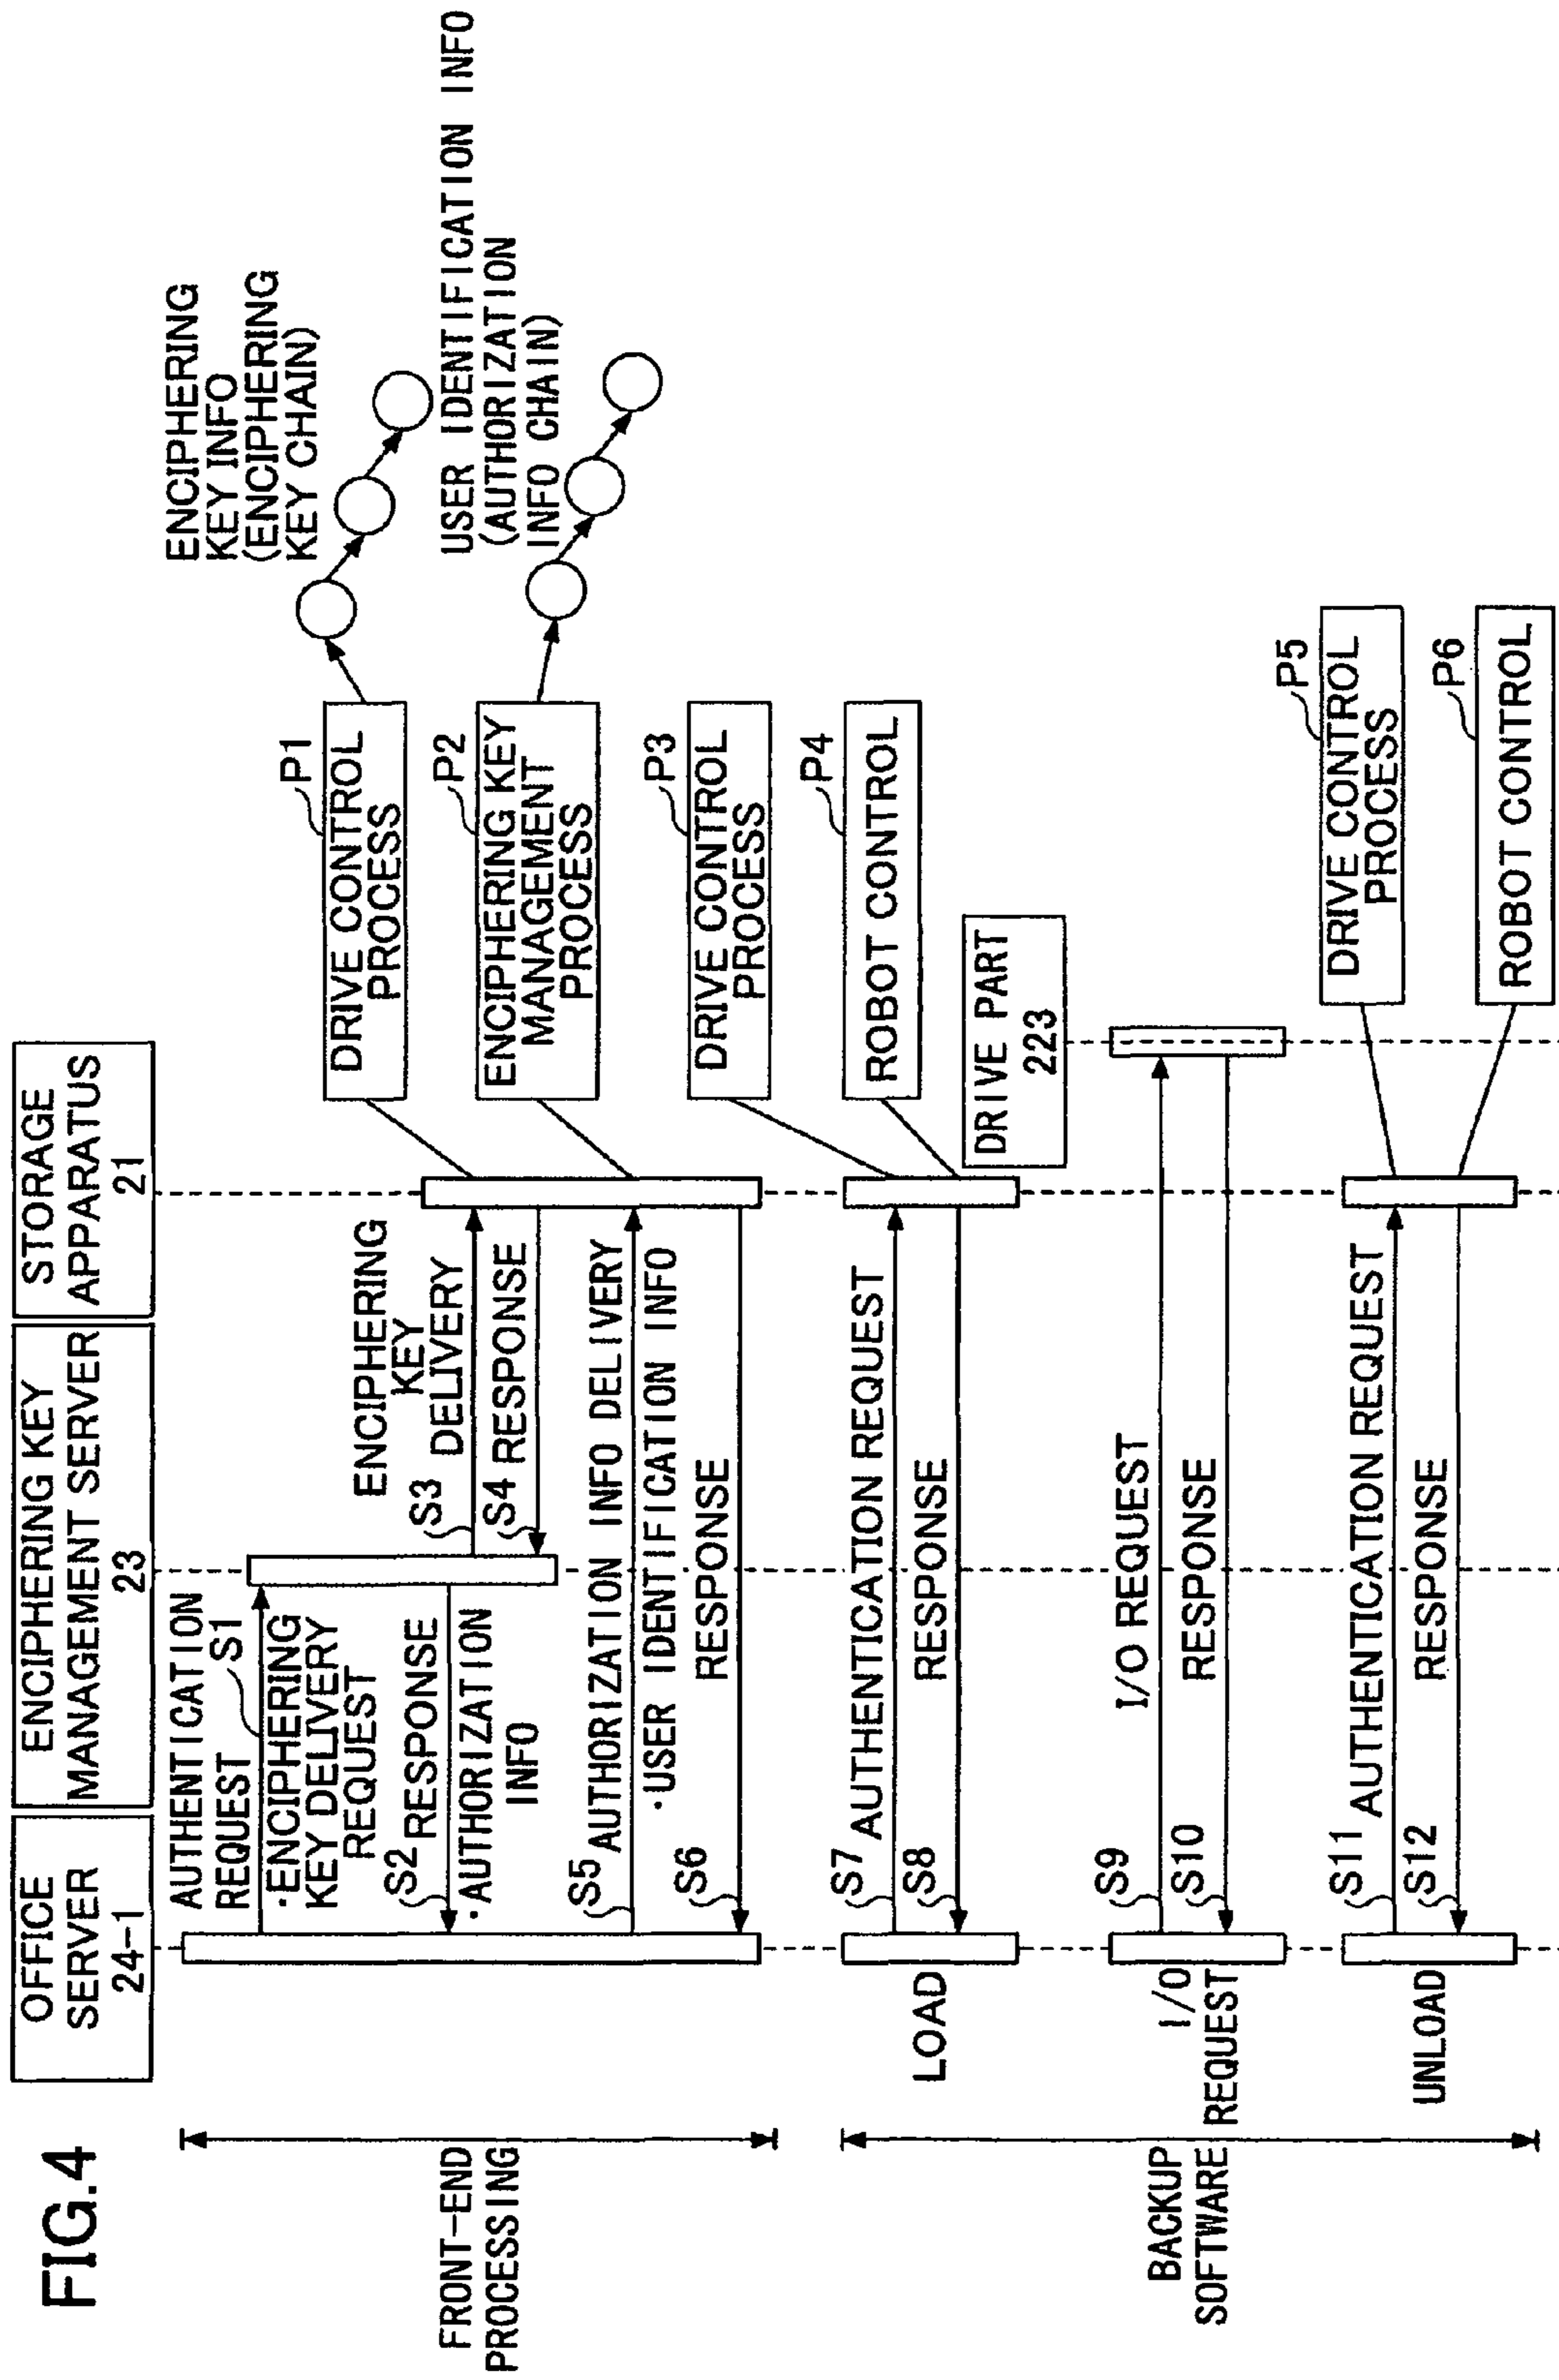 FIG.4
OFFICE
SERVER
24-1
ENCIPHERING KEY
MANAGEMENT SERVER
23
STORAGE
APPARATUS
21
FRONT-END
PROCESSING
AUTHENTICATION
REQUEST
S1
·ENCIPHERING
KEY DELIVERY
REQUEST
S2
RESPONSE
·AUTHORIZATION
INFO
ENCIPHERING
KEY
DELIVERY
S3
S4
RESPONSE
S5
AUTHORIZATION INFO DELIVERY
·USER IDENTIFICATION INFO
S6
RESPONSE
P1
DRIVE CONTROL
PROCESS
P2
ENCIPHERING KEY
MANAGEMENT
PROCESS
ENCIPHERING
KEY INFO
(ENCIPHERING
KEY CHAIN)
USER IDENTIFICATION INFO
(AUTHORIZATION
INFO CHAIN)
BACKUP
SOFTWARE
LOAD
S7
AUTHENTICATION REQUEST
S8
RESPONSE
P3
DRIVE CONTROL
PROCESS
P4
ROBOT CONTROL
DRIVE PART
223
I/O
REQUEST
S9
I/O REQUEST
S10
RESPONSE
UNLOAD
S11
AUTHENTICATION REQUEST
S12
RESPONSE
P5
DRIVE CONTROL
PROCESS
P6
ROBOT CONTROL